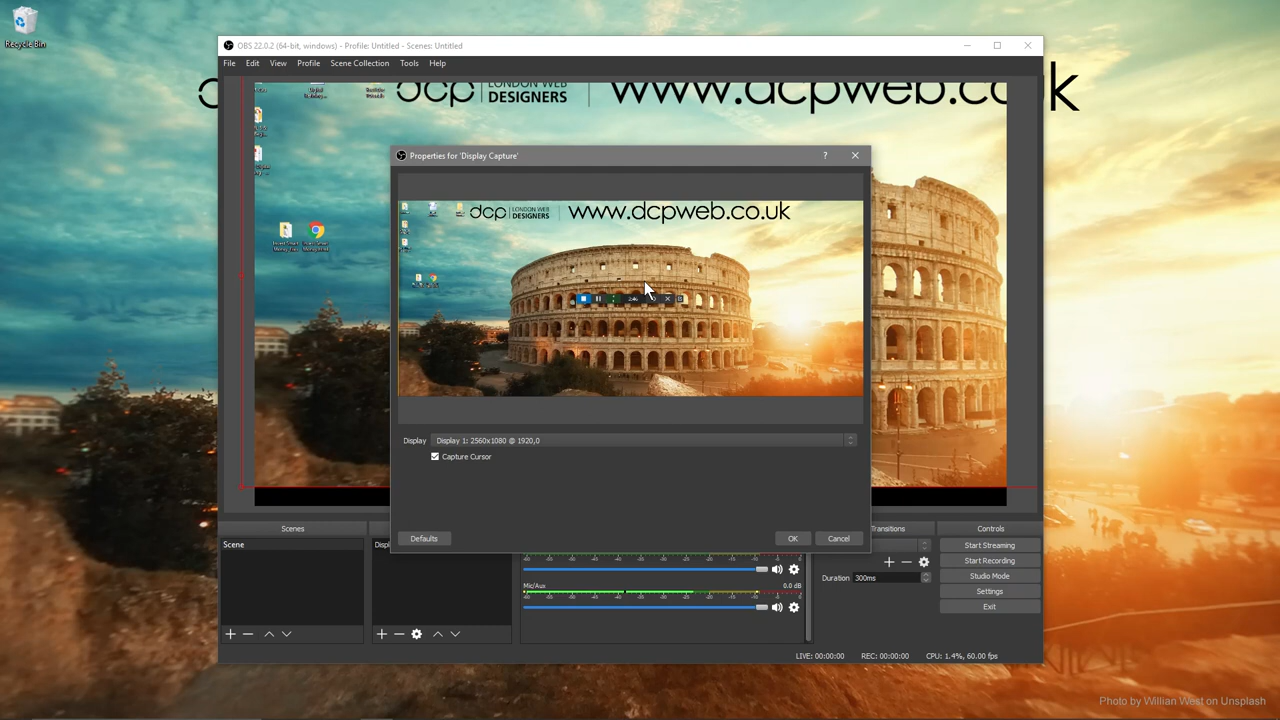 Recycle Bin
OBS 22.0.2 (64-bit, windows) - Profile: Untitled - Scenes: Untitled
File Edit View Profile Scene Collection Tools Help
dcp LONDON WEB DESIGNERS www.dcpweb.co.uk
Properties for 'Display Capture'
dcp LONDON WEB DESIGNERS www.dcpweb.co.uk
Display Display 1: 2560x1080 @ 1920,0
Capture Cursor
Defaults OK Cancel
Scenes Transitions Controls
Scene Displ Start Streaming
Start Recording
Duration 300ms Studio Mode
Mic/Aux 0.0 dB Settings
Exit
LIVE: 00:00:00 REC: 00:00:00 CPU: 1.4%, 60.00 fps
Photo by Willian West on Unsplash